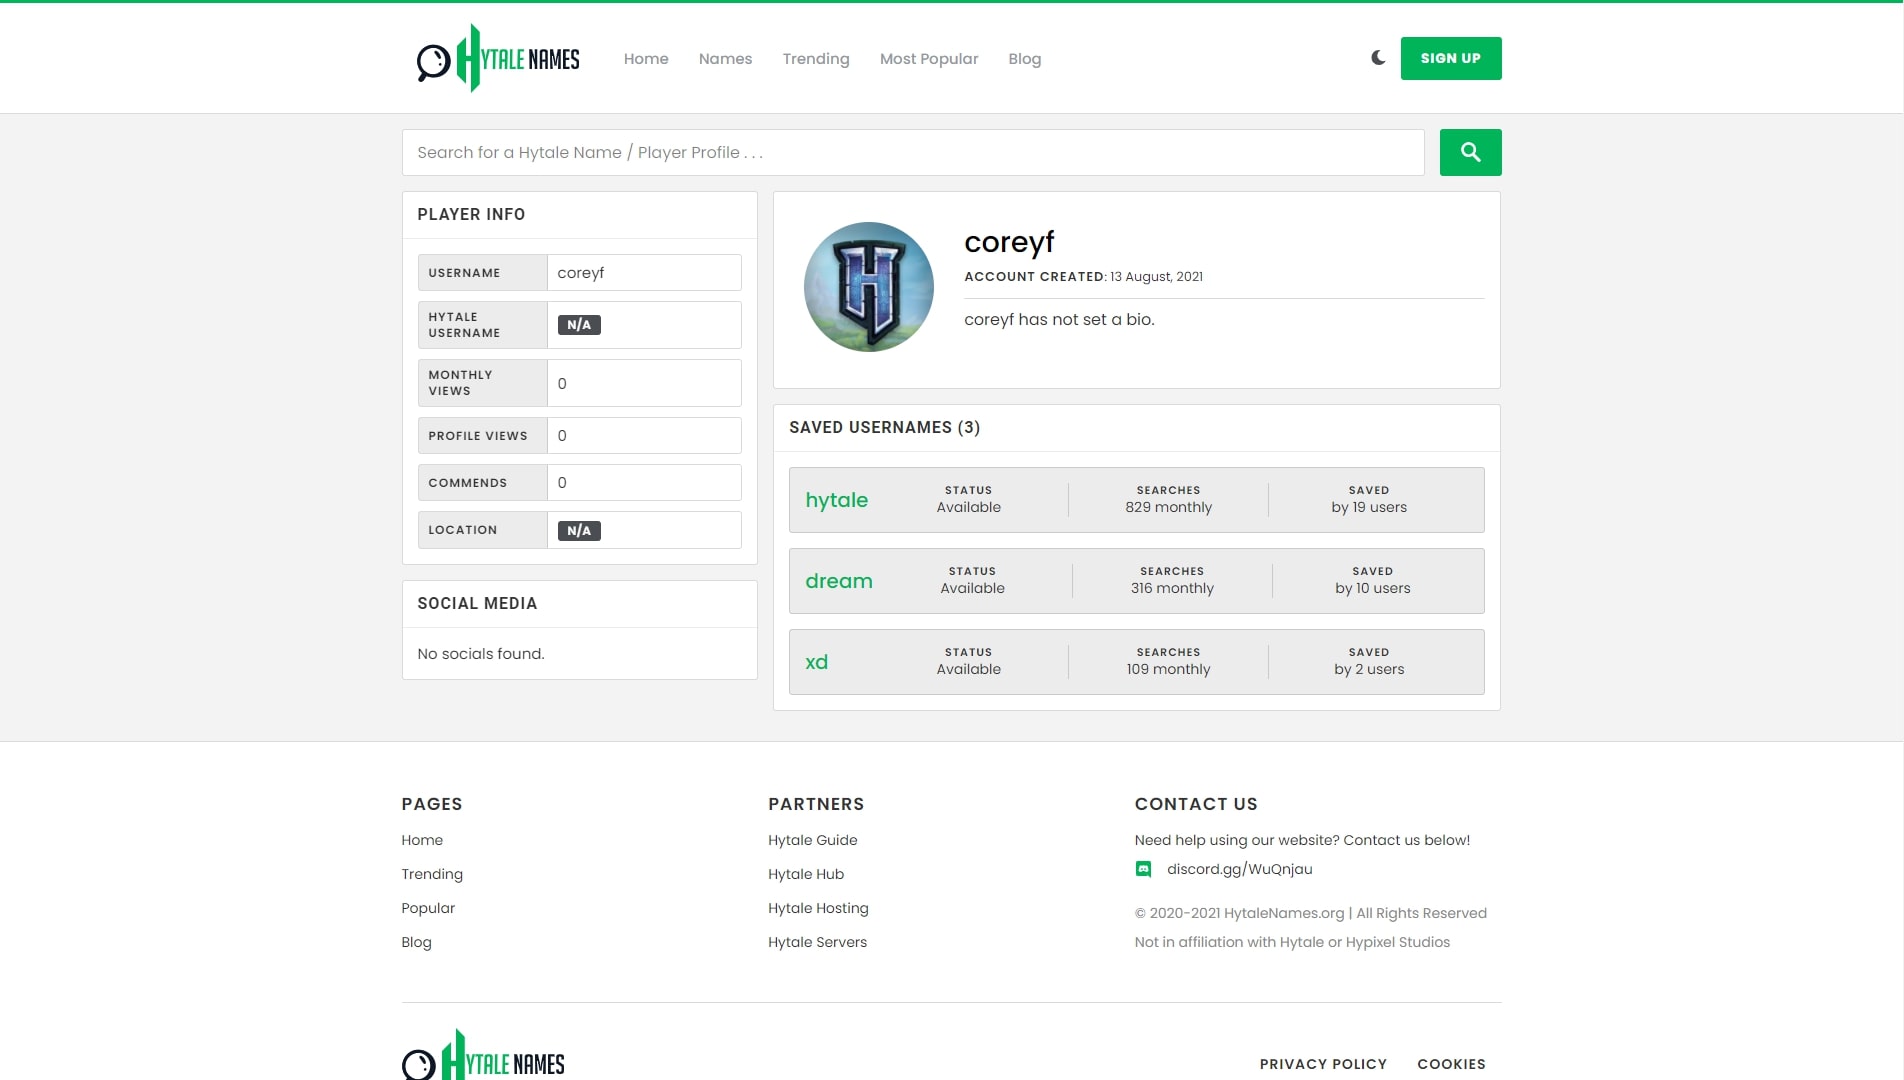 HYTALE NAMES
Home
Names
Trending
Most Popular
Blog
SIGN UP
Search for a Hytale Name / Player Profile . . .
PLAYER INFO
USERNAME
coreyf
HYTALE
USERNAME
N/A
MONTHLY
VIEWS
0
PROFILE VIEWS
0
COMMENDS
0
LOCATION
N/A
SOCIAL MEDIA
No socials found.
coreyf
ACCOUNT CREATED: 13 August, 2021
coreyf has not set a bio.
SAVED USERNAMES (3)
hytale
STATUS
Available
SEARCHES
829 monthly
SAVED
by 19 users
dream
STATUS
Available
SEARCHES
316 monthly
SAVED
by 10 users
xd
STATUS
Available
SEARCHES
109 monthly
SAVED
by 2 users
PAGES
Home
Trending
Popular
Blog
PARTNERS
Hytale Guide
Hytale Hub
Hytale Hosting
Hytale Servers
CONTACT US
Need help using our website? Contact us below!
discord.gg/WuQnjau
© 2020-2021 HytaleNames.org | All Rights Reserved
Not in affiliation with Hytale or Hypixel Studios
HYTALE NAMES
PRIVACY POLICY
COOKIES